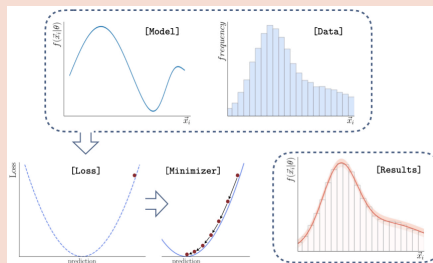 f(x⃗ᵢ|θ)
[Model]
x⃗ᵢ
frequency
[Data]
x⃗ᵢ
Loss
[Loss]
prediction
[Minimizer]
prediction
f(x⃗ᵢ|θ)
[Results]
x⃗ᵢ